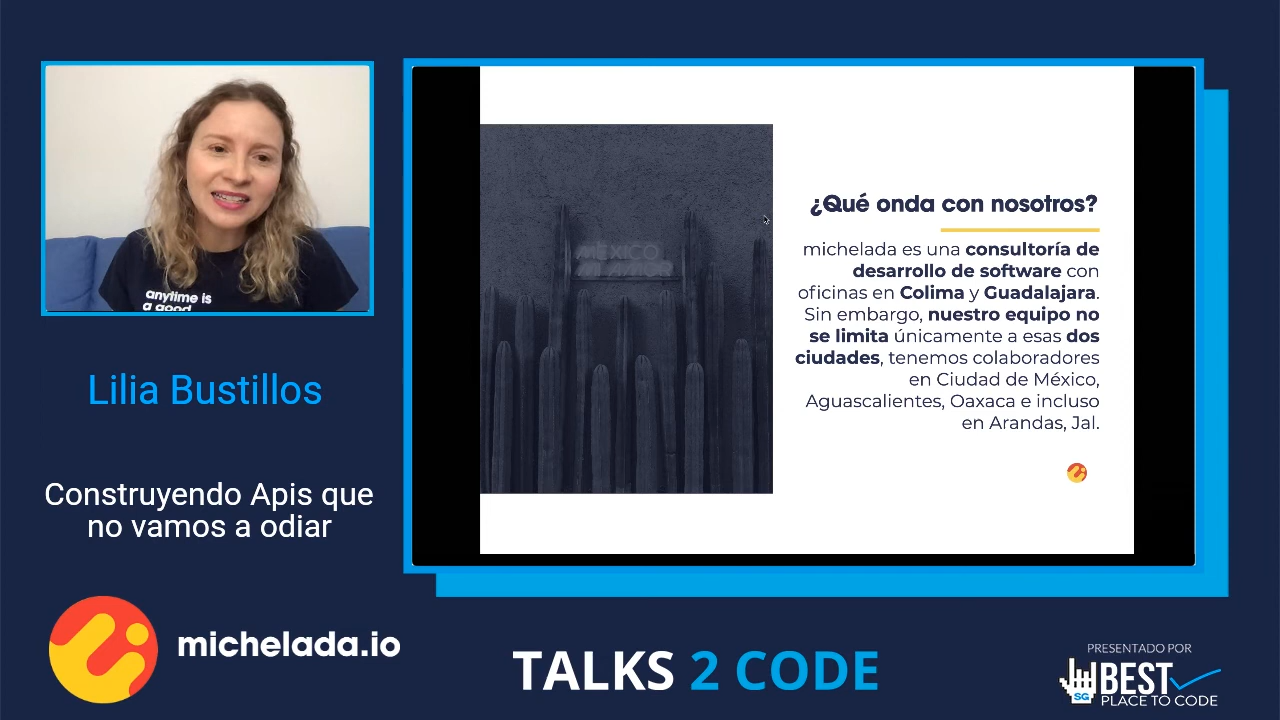 anytime is
a good
Lilia Bustillos
Construyendo Apis que
no vamos a odiar
michelada.io
MÉXICO
¿Qué onda con nosotros?
michelada es una consultoría de
desarrollo de software con
oficinas en Colima y Guadalajara.
Sin embargo, nuestro equipo no
se limita únicamente a esas dos
ciudades, tenemos colaboradores
en Ciudad de México,
Aguascalientes, Oaxaca e incluso
en Arandas, Jal.
TALKS 2 CODE
PRESENTADO POR
SG
BEST
PLACE TO CODE